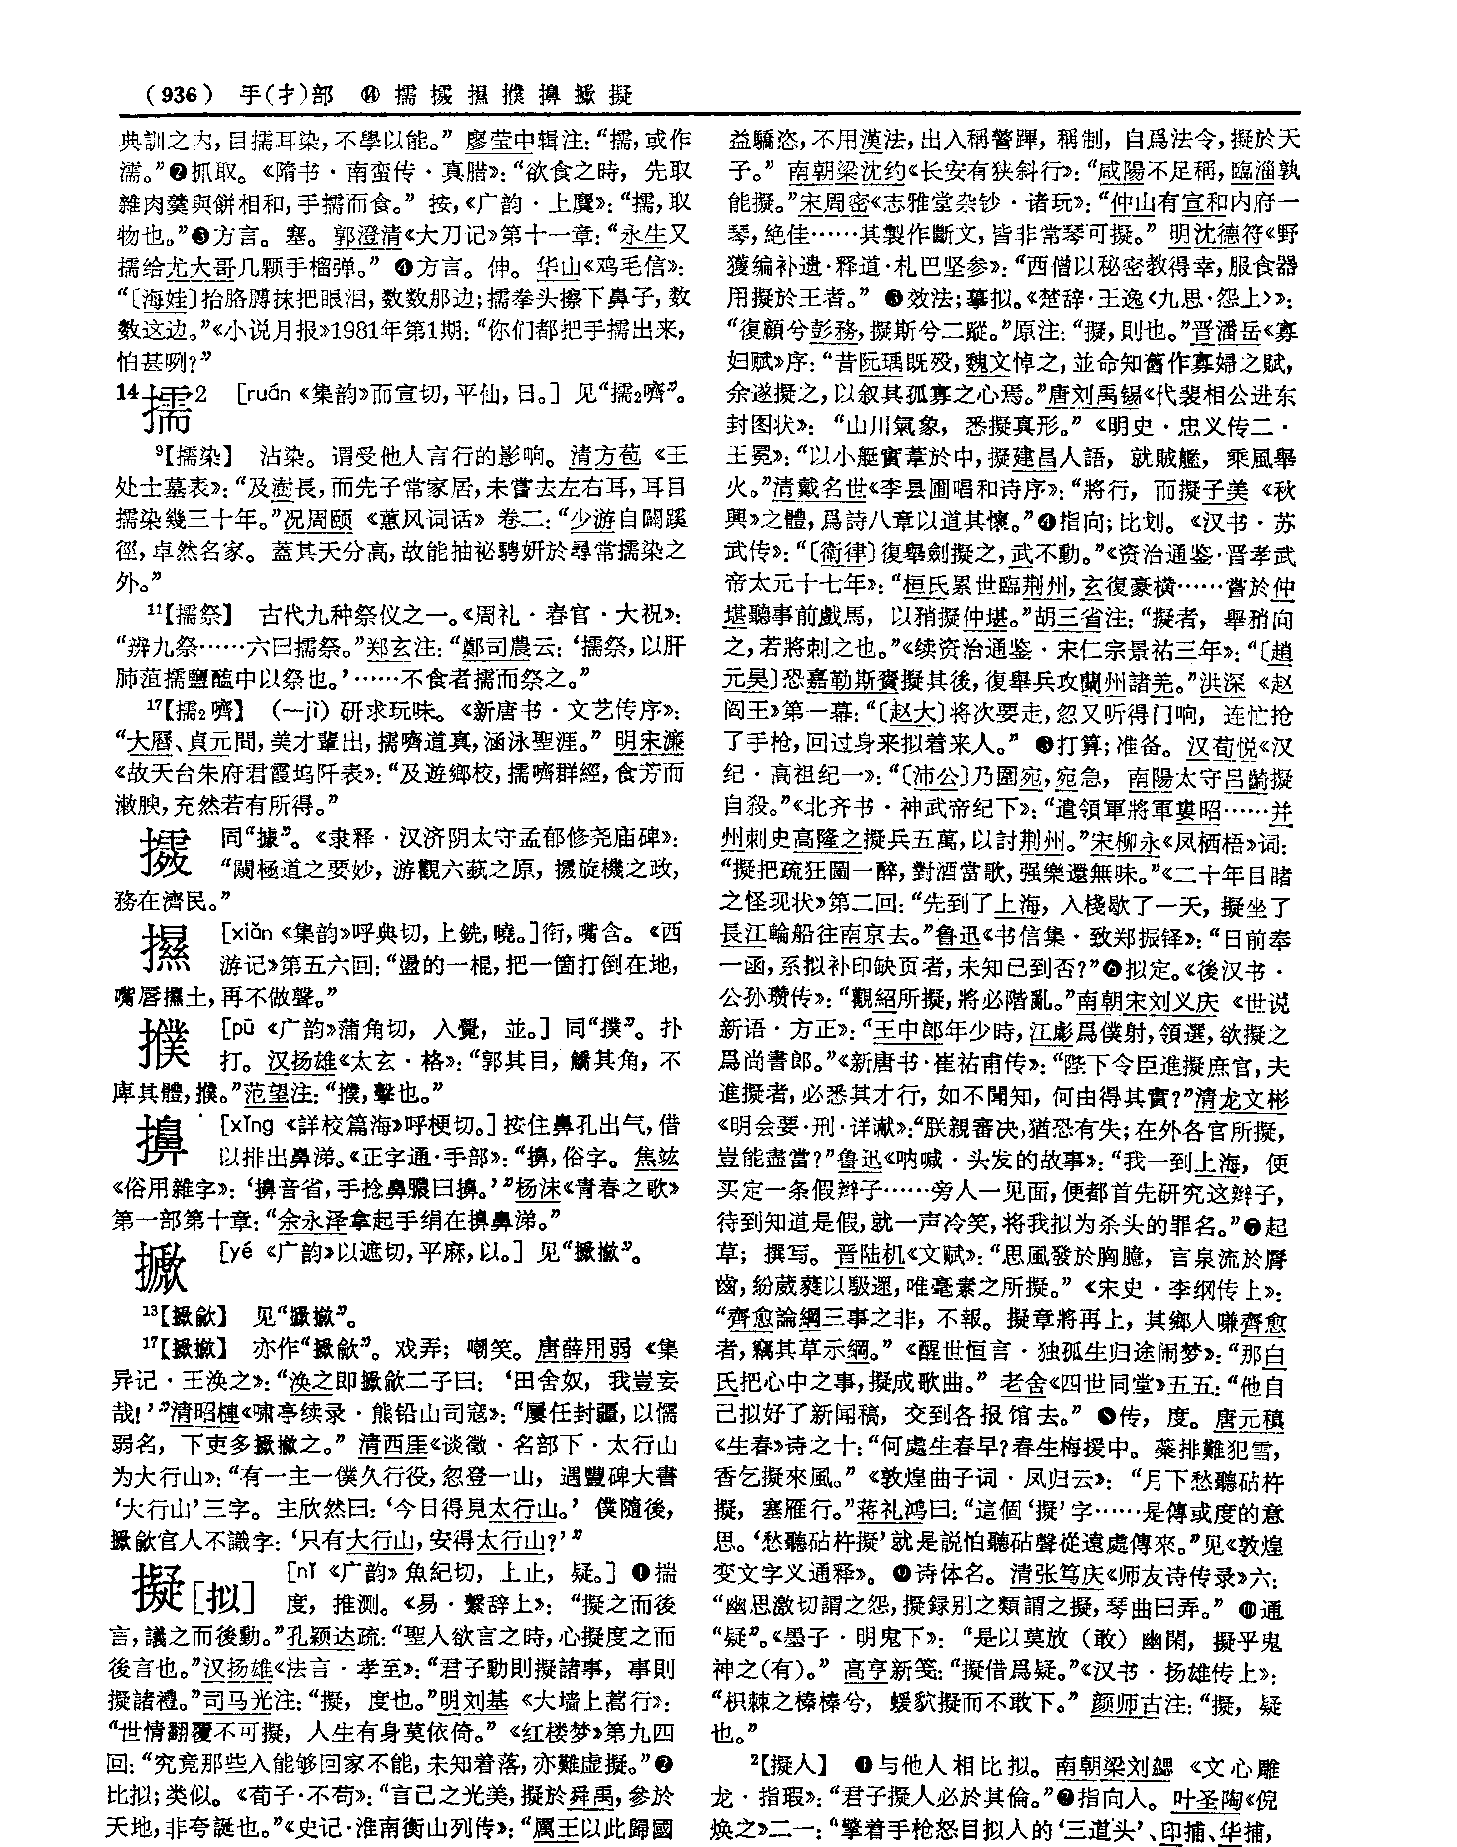 （936） 手(扌)部 ⓮ 擩 㩲 㩳 擈 擤 擨 擬
典訓之内，目擩耳染，不學以能。”廖莹中辑注：“擩，或作
濡。”❷抓取。《隋书·南蛮传·真腊》：“欲食之時，先取
雜肉羹與餅相和，手擩而食。”按，《广韵·上麌》：“擩，取
物也。”❸方言。塞。郭澄清《大刀记》第十一章：“永生又
擩给尤大哥几颗手榴弹。”❹方言。伸。华山《鸡毛信》：
“〔海娃〕抬胳膊抹把眼泪，数数那边；擩拳头擦下鼻子，数
数这边。”《小说月报》1981年第1期：“你们都把手擩出来，
怕甚咧？”
14擩2 ［ruán《集韵》而宣切，平仙，日。］见“擩₂嚌”。
⁹【擩染】 沾染。谓受他人言行的影响。清方苞《王
处士墓表》：“及澍長，而先子常家居，未嘗去左右耳，耳目
擩染幾三十年。”况周颐《蕙风词话》卷二：“少游自闢蹊
徑，卓然名家。蓋其天分高，故能抽祕騁妍於尋常擩染之
外。”
¹¹【擩祭】 古代九种祭仪之一。《周礼·春官·大祝》：
“辨九祭……六曰擩祭。”郑玄注：“鄭司農云：‘擩祭，以肝
肺菹擩鹽醢中以祭也。’……不食者擩而祭之。”
¹⁷【擩₂嚌】 （—jì）研求玩味。《新唐书·文艺传序》：
“大曆、貞元間，美才輩出，擩嚌道真，涵泳聖涯。”明宋濂
《故天台朱府君霞坞阡表》：“及遊鄉校，擩嚌群經，食芳而
漱腴，充然若有所得。”
同“據”。《隶释·汉济阴太守孟郁修尧庙碑》：
“闓極道之要妙，游觀六蓺之原，旋機之政，
務在濟民。”
［xiǎn《集韵》呼典切，上銑，曉。］衔，嘴含。《西
游记》第五六回：“盪的一棍，把一箇打倒在地，
嘴唇土，再不做聲。”
擈 ［pū《广韵》蒲角切，入覺，並。］同“撲”。扑
打。汉扬雄《太玄·格》：“郭其目，觿其角，不
庳其體，擈。”范望注：“擈，擊也。”
擤 ［xǐng《詳校篇海》呼梗切。］按住鼻孔出气，借
以排出鼻涕。《正字通·手部》：“擤，俗字。焦竑
《俗用雜字》：‘擤音省，手捻鼻膿曰擤。’”杨沫《青春之歌》
第一部第十章：“余永泽拿起手绢在擤鼻涕。”
擨 ［yé《广韵》以遮切，平麻，以。］见“擨擨”。
¹³【擨歈】 见“擨擨”。
¹⁷【擨擨】 亦作“擨歈”。戏弄；嘲笑。唐薛用弱《集
异记·王涣之》：“涣之即擨歈二子曰：‘田舍奴，我豈妄
哉！’”清昭槤《啸亭续录·熊铅山司寇》：“屢任封疆，以懦
弱名，下吏多擨擨之。”清西厓《谈徵·名部下·太行山
为大行山》：“有一主一僕久行役，忽登一山，遇豐碑大書
‘大行山’三字。主欣然曰：‘今日得見太行山。’僕隨後，
擨歈官人不識字：‘只有大行山，安得太行山？’”
擬［拟］ ［nǐ《广韵》魚紀切，上止，疑。］❶揣
度，推测。《易·繫辞上》：“擬之而後
言，議之而後動。”孔颖达疏：“聖人欲言之時，心擬度之而
後言也。”汉扬雄《法言·孝至》：“君子動則擬諸事，事則
擬諸禮。”司马光注：“擬，度也。”明刘基《大墙上蒿行》：
“世情翻覆不可擬，人生有身莫依倚。”《红楼梦》第九四
回：“究竟那些人能够回家不能，未知着落，亦難虚擬。”❷
比拟；类似。《荀子·不苟》：“言己之光美，擬於舜禹，參於
天地，非夸誕也。”《史记·淮南衡山列传》：“厲王以此歸國
益驕恣，不用漢法，出入稱警蹕，稱制，自爲法令，擬於天
子。”南朝梁沈约《长安有狭斜行》：“咸陽不足稱，臨淄孰
能擬。”宋周密《志雅堂杂钞·诸玩》：“仲山有宣和内府一
琴，絶佳……其製作斷文，皆非常琴可擬。”明沈德符《野
獲编补遗·释道·札巴坚参》：“西僧以秘密教得幸，服食器
用擬於王者。”❸效法；摹拟。《楚辞·王逸〈九思·怨上〉》：
“復顧兮彭務，擬斯兮二蹤。”原注：“擬，則也。”晋潘岳《寡
妇赋》序：“昔阮瑀既殁，魏文悼之，並命知舊作寡婦之賦，
余遂擬之，以叙其孤寡之心焉。”唐刘禹锡《代裴相公进东
封图状》：“山川氣象，悉擬真形。”《明史·忠义传二·
王冕》：“以小艇實葦於中，擬建昌人語，就賊艦，乘風舉
火。”清戴名世《李县圃唱和诗序》：“將行，而擬子美《秋
興》之體，爲詩八章以道其懷。”❹指向；比划。《汉书·苏
武传》：“〔衛律〕復舉劍擬之，武不動。”《资治通鉴·晋孝武
帝太元十七年》：“桓氏累世臨荆州，玄復豪横……嘗於仲
堪聽事前戲馬，以矟擬仲堪。”胡三省注：“擬者，舉矟向
之，若將刺之也。”《续资治通鉴·宋仁宗景祐三年》：“〔趙
元昊〕恐嘉勒斯賚擬其後，復舉兵攻蘭州諸羌。”洪深《赵
阎王》第一幕：“〔赵大〕将次要走，忽又听得门响，连忙抢
了手枪，回过身来拟着来人。”❺打算；准备。汉荀悦《汉
纪·高祖纪一》：“〔沛公〕乃圍宛，宛急，南陽太守吕齮擬
自殺。”《北齐书·神武帝纪下》：“遣領軍將軍婁昭……并
州刺史高隆之擬兵五萬，以討荆州。”宋柳永《凤栖梧》词：
“擬把疏狂圖一醉，對酒當歌，强樂還無味。”《二十年目睹
之怪现状》第二回：“先到了上海，入棧歇了一天，擬坐了
長江輪船往南京去。”鲁迅《书信集·致郑振铎》：“日前奉
一函，系拟补印缺页者，未知已到否？”❻拟定。《後汉书·
公孙瓒传》：“觀紹所擬，將必階亂。”南朝宋刘义庆《世说
新语·方正》：“王中郎年少時，江虨爲僕射，領選，欲擬之
爲尚書郎。”《新唐书·崔祐甫传》：“陛下令臣進擬庶官，夫
進擬者，必悉其才行，如不聞知，何由得其實？”清龙文彬
《明会要·刑·详谳》：“朕親審决，猶恐有失；在外各官所擬，
豈能盡當？”鲁迅《呐喊·头发的故事》：“我一到上海，便
买定一条假辫子……旁人一见面，便都首先研究这辫子，
待到知道是假，就一声冷笑，将我拟为杀头的罪名。”❼起
草；撰写。晋陆机《文赋》：“思風發於胸臆，言泉流於脣
齒，紛葳蕤以馺遝，唯毫素之所擬。”《宋史·李纲传上》：
“齊愈論綱三事之非，不報。擬章將再上，其鄉人嗛齊愈
者，竊其草示綱。”《醒世恒言·独孤生归途闹梦》：“那白
氏把心中之事，擬成歌曲。”老舍《四世同堂》五五：“他自
己拟好了新闻稿，交到各报馆去。”❽传，度。唐元稹
《生春》诗之十：“何處生春早？春生梅援中。蘂排難犯雪，
香乞擬來風。”《敦煌曲子词·凤归云》：“月下愁聽砧杵
擬，塞雁行。”蒋礼鸿曰：“這個‘擬’字……是傳或度的意
思。‘愁聽砧杵擬’就是説怕聽砧聲從遠處傳來。”见《敦煌
变文字义通释》。❾诗体名。清张笃庆《师友诗传录》六：
“幽思激切謂之怨，擬録别之類謂之擬，琴曲曰弄。”❿通
“疑”。《墨子·明鬼下》：“是以莫放（敢）幽閒，擬乎鬼
神之（有）。”高亨新笺：“擬借爲疑。”《汉书·扬雄传上》：
“枳棘之榛榛兮，蝯貁擬而不敢下。”颜师古注：“擬，疑
也。”
²【擬人】 ❶与他人相比拟。南朝梁刘勰《文心雕
龙·指瑕》：“君子擬人必於其倫。”❷指向人。叶圣陶《倪
焕之》二一：“擎着手枪怒目拟人的‘三道头’、印捕、华捕，